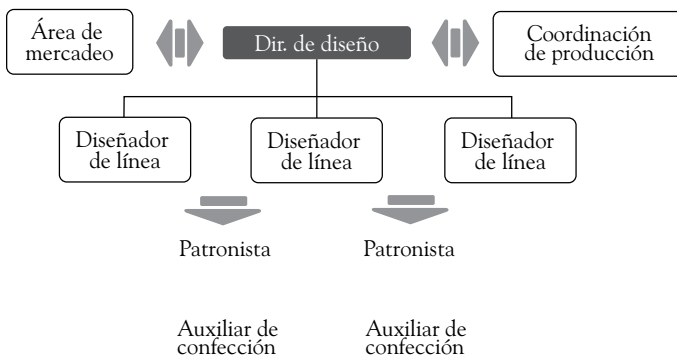 Área de
mercadeo
Dir. de diseño
Coordinación
de producción
Diseñador
de línea
Diseñador
de línea
Diseñador
de línea
Patronista
Patronista
Auxiliar de
confección
Auxiliar de
confección